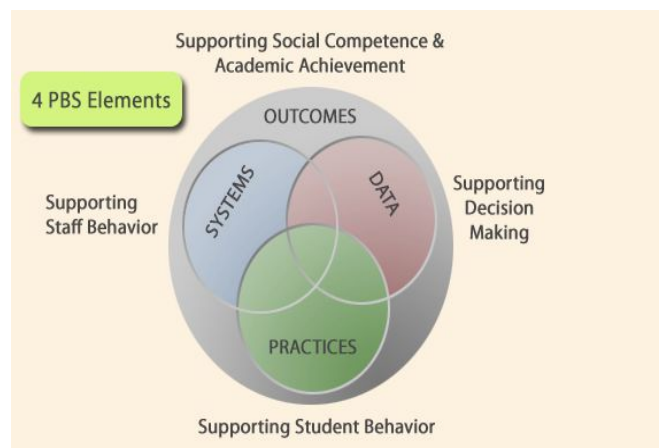 Supporting Social Competence &
Academic Achievement
4 PBS Elements
OUTCOMES
SYSTEMS
DATA
Supporting
Staff Behavior
Supporting
Decision
Making
PRACTICES
Supporting Student Behavior